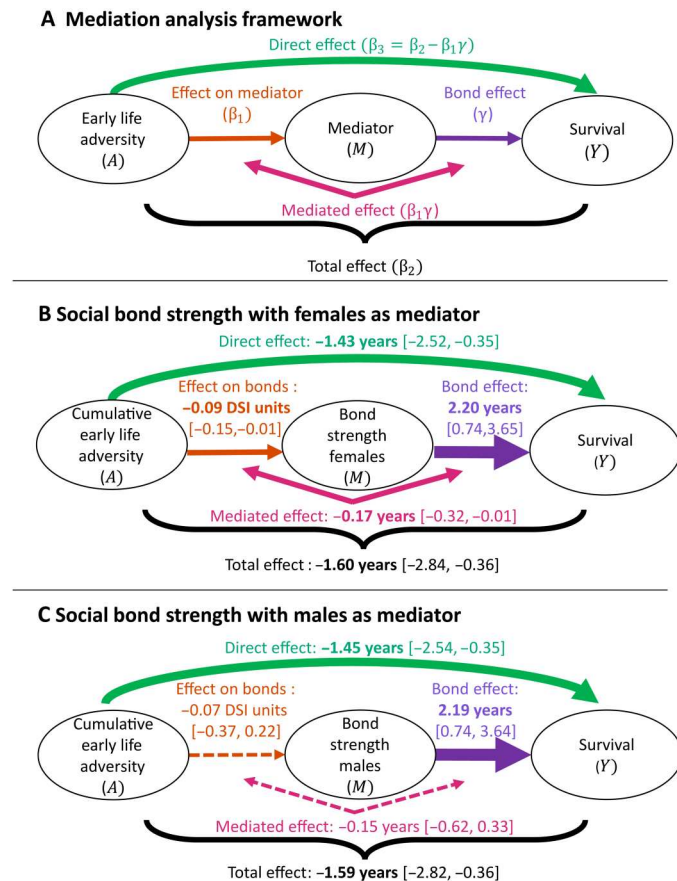 A Mediation analysis framework
Direct effect (β₃ = β₂ − β₁γ)
Effect on mediator
(β₁)
Bond effect
(γ)
Early life
adversity
(A)
Mediator
(M)
Survival
(Y)
Mediated effect (β₁γ)
Total effect (β₂)
B Social bond strength with females as mediator
Direct effect: −1.43 years [−2.52, −0.35]
Effect on bonds :
−0.09 DSI units
[−0.15,−0.01]
Bond effect:
2.20 years
[0.74,3.65]
Cumulative
early life
adversity
(A)
Bond
strength
females
(M)
Survival
(Y)
Mediated effect: −0.17 years [−0.32, −0.01]
Total effect : −1.60 years [−2.84, −0.36]
C Social bond strength with males as mediator
Direct effect: −1.45 years [−2.54, −0.35]
Effect on bonds :
−0.07 DSI units
[−0.37, 0.22]
Bond effect:
2.19 years
[0.74, 3.64]
Cumulative
early life
adversity
(A)
Bond
strength
males
(M)
Survival
(Y)
Mediated effect: −0.15 years [−0.62, 0.33]
Total effect: −1.59 years [−2.82, −0.36]